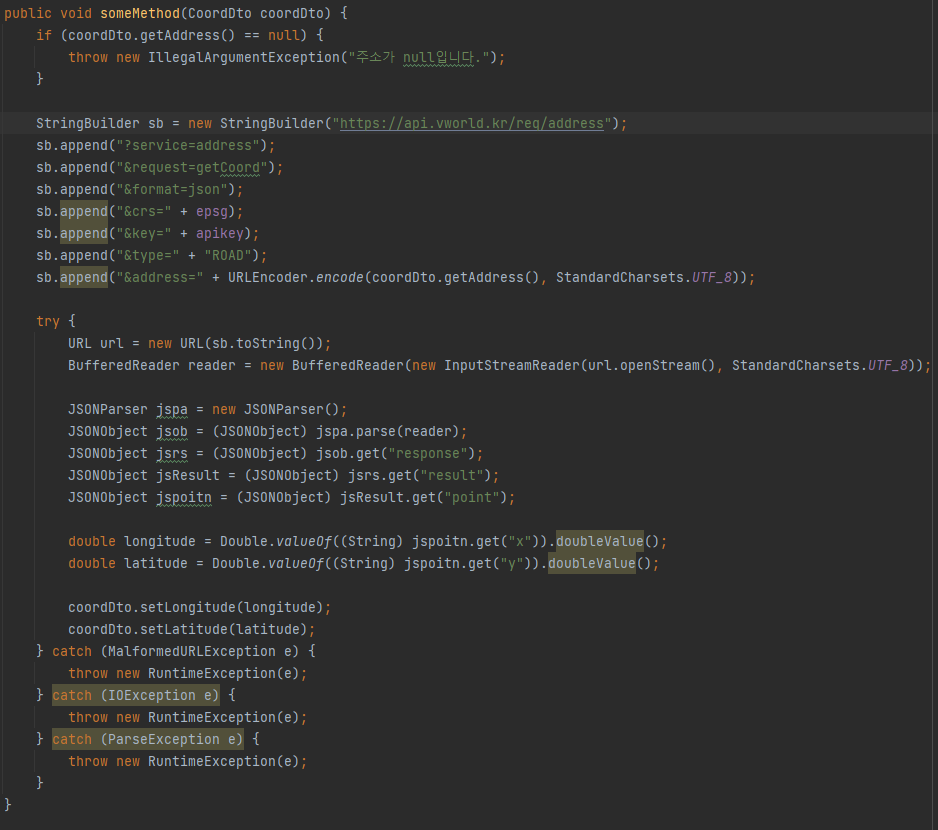 public void someMethod(CoordDto coordDto) {
    if (coordDto.getAddress() == null) {
        throw new IllegalArgumentException("주소가 null입니다.");
    }

    StringBuilder sb = new StringBuilder("https://api.vworld.kr/req/address");
    sb.append("?service=address");
    sb.append("&request=getCoord");
    sb.append("&format=json");
    sb.append("&crs=" + epsg);
    sb.append("&key=" + apikey);
    sb.append("&type=" + "ROAD");
    sb.append("&address=" + URLEncoder.encode(coordDto.getAddress(), StandardCharsets.UTF_8));

    try {
        URL url = new URL(sb.toString());
        BufferedReader reader = new BufferedReader(new InputStreamReader(url.openStream(), StandardCharsets.UTF_8));

        JSONParser jspa = new JSONParser();
        JSONObject jsob = (JSONObject) jspa.parse(reader);
        JSONObject jsrs = (JSONObject) jsob.get("response");
        JSONObject jsResult = (JSONObject) jsrs.get("result");
        JSONObject jspoitn = (JSONObject) jsResult.get("point");

        double longitude = Double.valueOf((String) jspoitn.get("x")).doubleValue();
        double latitude = Double.valueOf((String) jspoitn.get("y")).doubleValue();

        coordDto.setLongitude(longitude);
        coordDto.setLatitude(latitude);
    } catch (MalformedURLException e) {
        throw new RuntimeException(e);
    } catch (IOException e) {
        throw new RuntimeException(e);
    } catch (ParseException e) {
        throw new RuntimeException(e);
    }
}